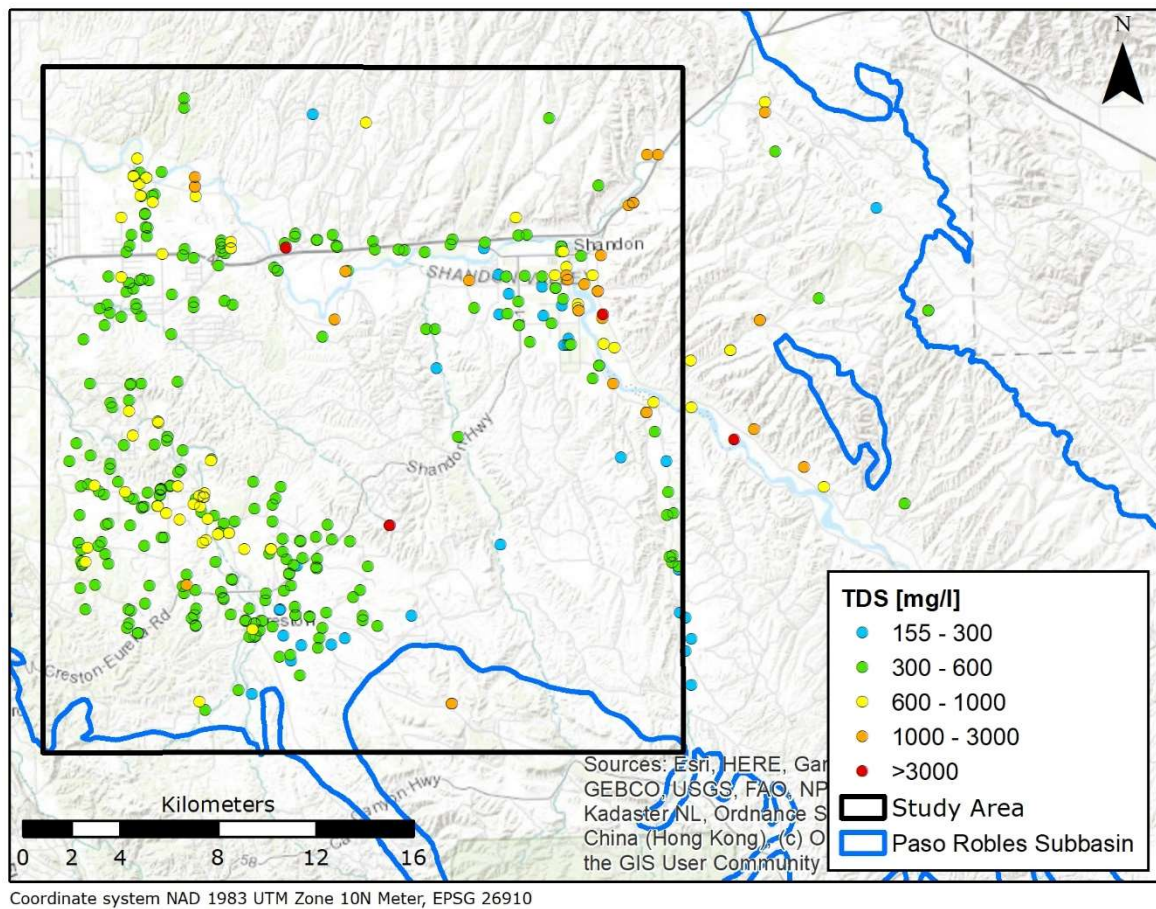 N
46
Shandon
SHANDON VALLEY
Shandon-Hwy
Creston
Creston-Eureka-Rd
TDS [mg/l]
155 - 300
300 - 600
600 - 1000
1000 - 3000
>3000
Study Area
Paso Robles Subbasin
Sources: Esri, HERE, Gar
GEBCO, USGS, FAO, NP
Kadaster NL, Ordnance S
China (Hong Kong), (c) O
the GIS User Community
Kilometers
0 2 4 8 12 16
58
Canyon Hwy
Coordinate system NAD 1983 UTM Zone 10N Meter, EPSG 26910